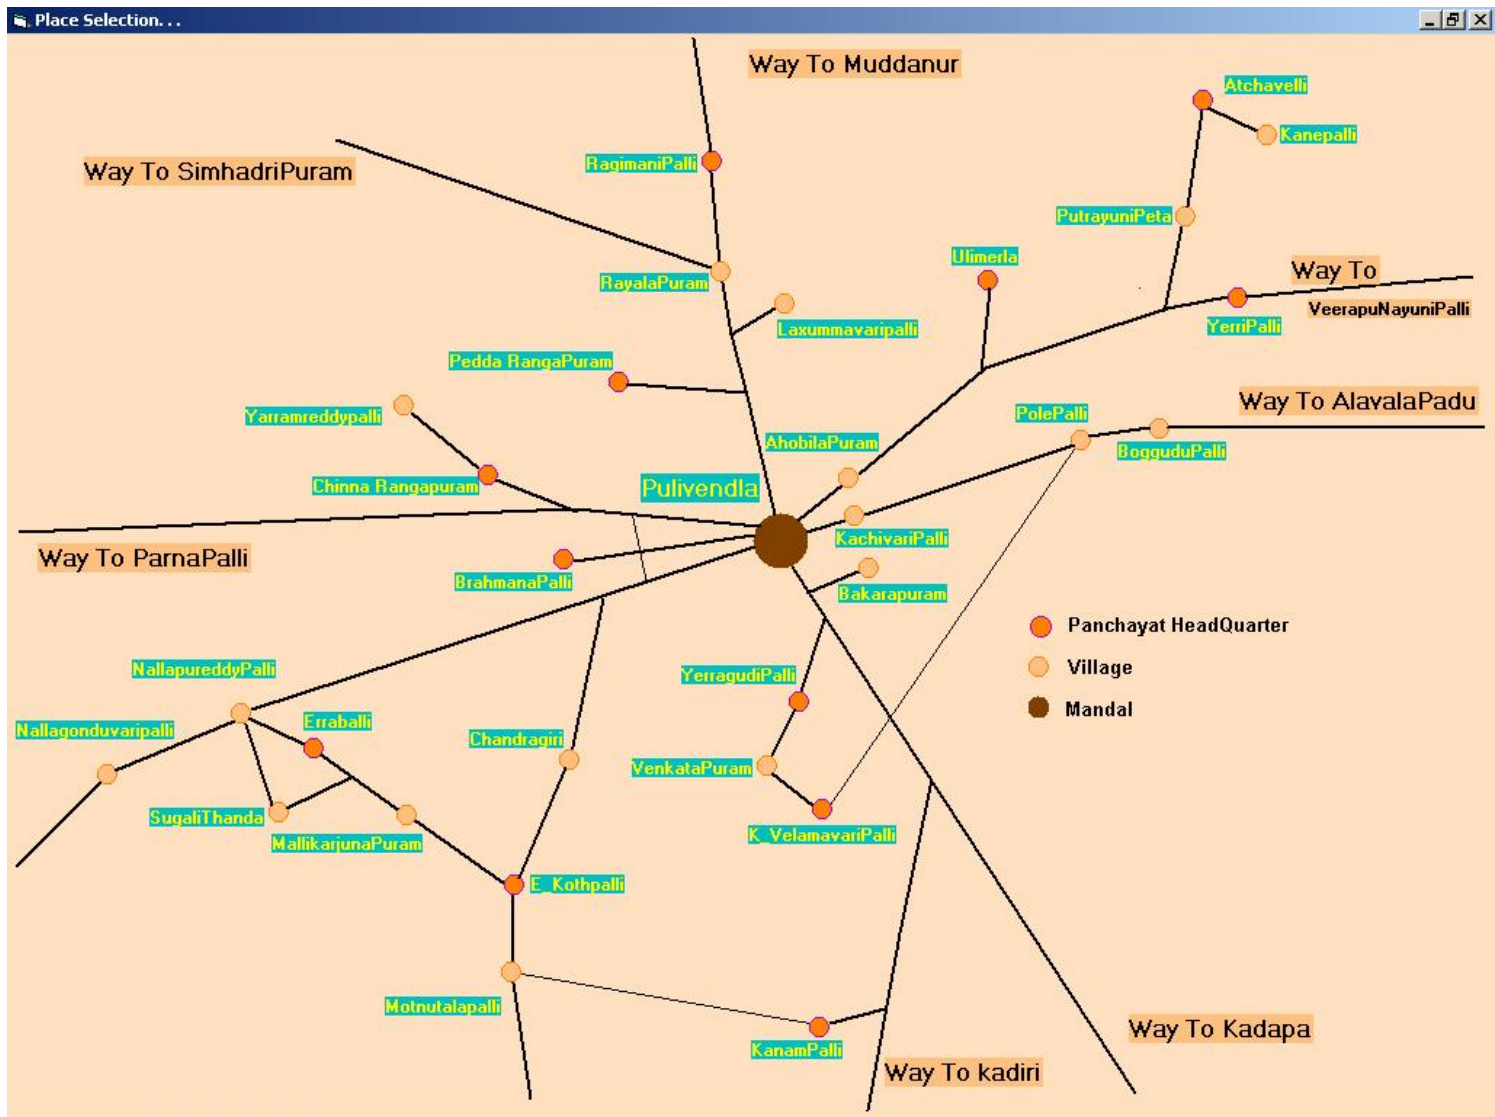 Place Selection. . .
Way To Muddanur
Atchavelli
Kanepalli
RagimaniPalli
Way To SimhadriPuram
PutrayuniPeta
Ulimerla
Way To
RayalaPuram
VeerapuNayuniPalli
YerriPalli
Laxummavaripalli
Pedda RangaPuram
Way To AlavalaPadu
Yarramreddypalli
PolePalli
AhobilaPuram
BogguduPalli
Chinna Rangapuram
Pulivendla
KachivariPalli
Way To ParnaPalli
BrahmanaPalli
Bakarapuram
Panchayat HeadQuarter
NallapureddyPalli
Village
YerragudiPalli
Mandal
Erraballi
Nallagonduvaripalli
Chandragiri
VenkataPuram
SugaliThanda
K_VelamavariPalli
MallikarjunaPuram
E_Kothpalli
Motnutalapalli
Way To Kadapa
KanamPalli
Way To kadiri